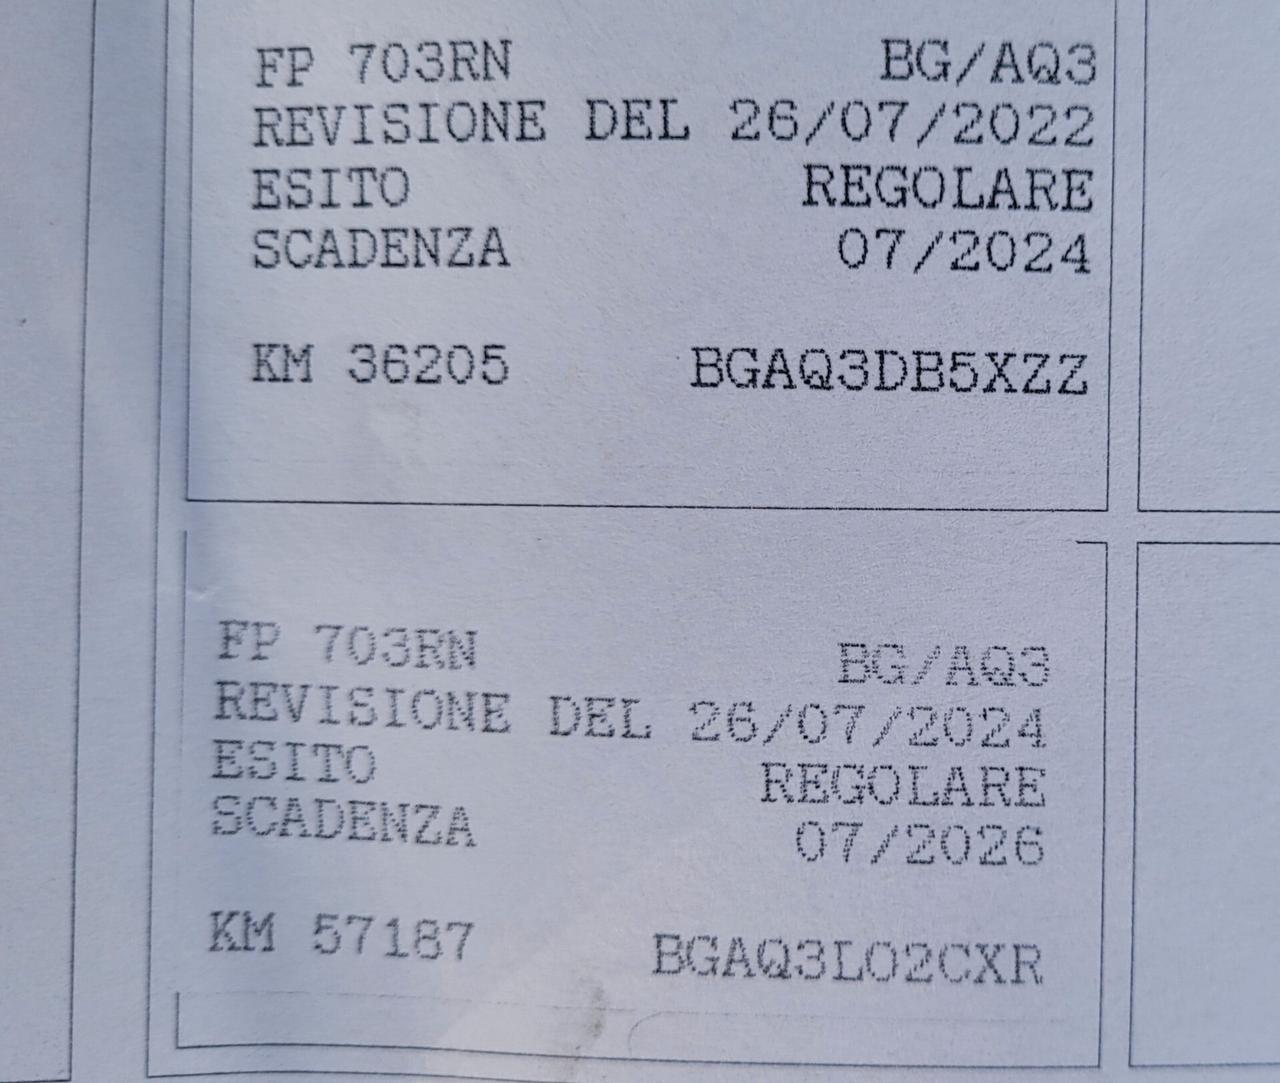 FP 703RN BG/AQ3
REVISIONE DEL 26/07/2022
ESITO REGOLARE
SCADENZA 07/2024
KM 36205 BGAQ3DB5XZZ
FP 703RN BG/AQ3
REVISIONE DEL 26/07/2024
ESITO REGOLARE
SCADENZA 07/2026
KM 57187 BGAQ3LO2CXR